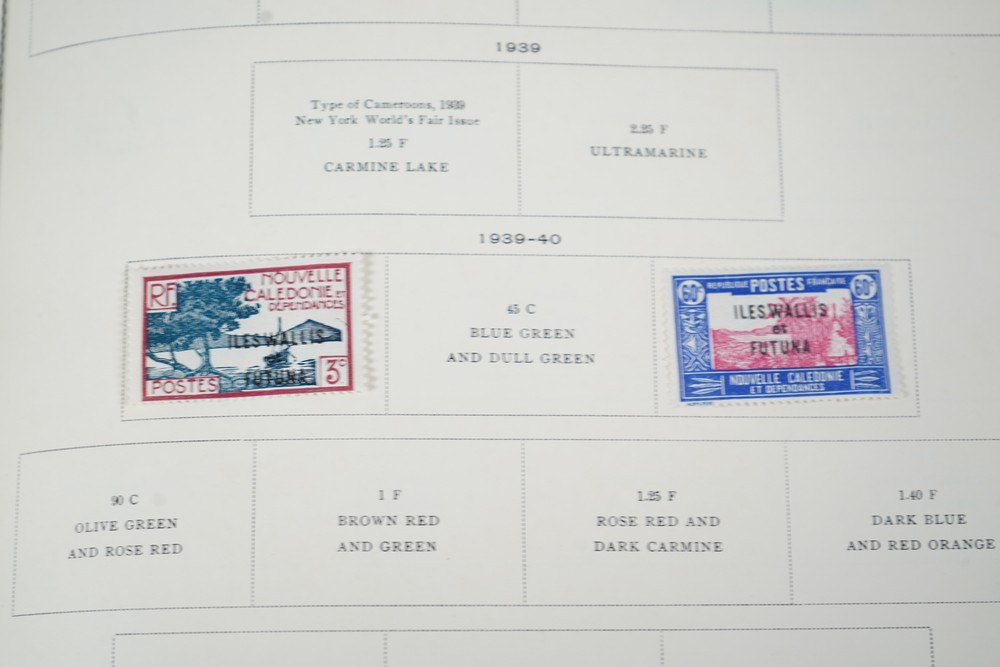 1939
Type of Cameroons, 1939
New York World's Fair Issue
1.25 F
CARMINE LAKE
2.25 F
ULTRAMARINE
1939-40
RF
NOUVELLE
CALEDONIE ET
DEPENDANCES
ILES WALLIS
et
FUTUNA
POSTES
3c
45 C
BLUE GREEN
AND DULL GREEN
60c
REPUBLIQUE POSTES FRANCAISE
60c
ILES WALLIS
et
FUTUNA
NOUVELLE CALEDONIE
ET DEPENDANCES
90 C
OLIVE GREEN
AND ROSE RED
1 F
BROWN RED
AND GREEN
1.25 F
ROSE RED AND
DARK CARMINE
1.40 F
DARK BLUE
AND RED ORANGE